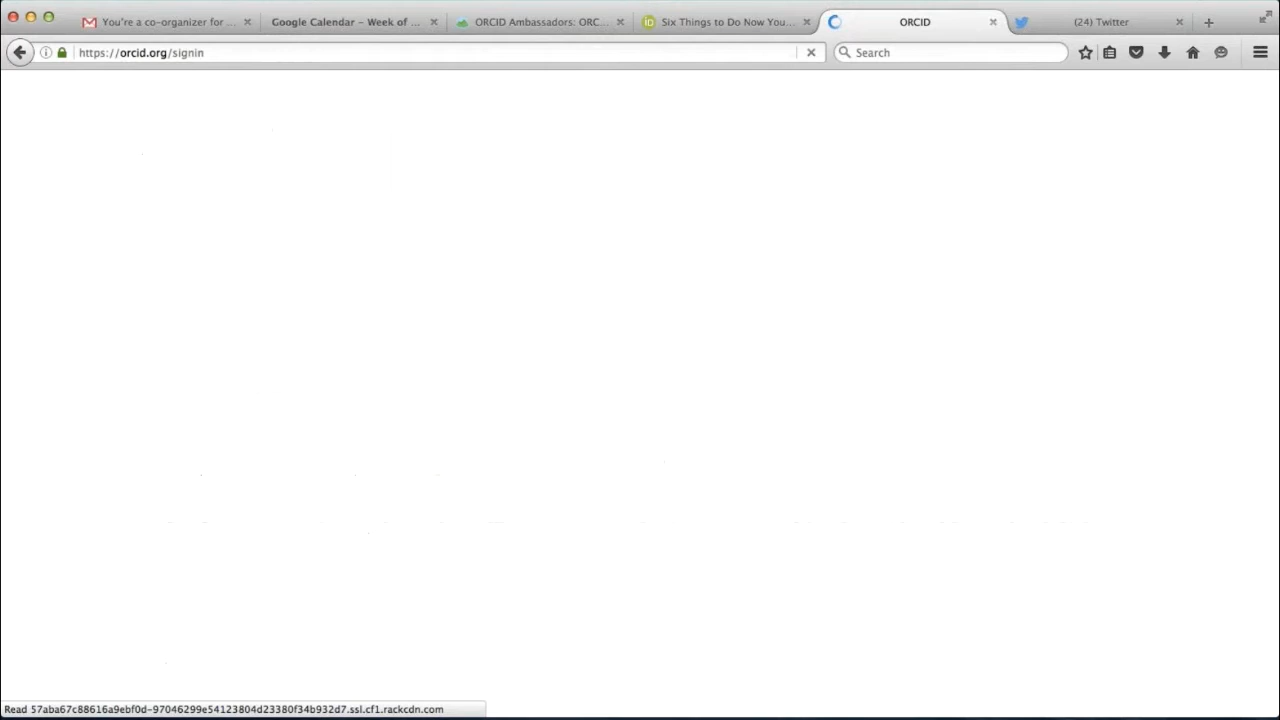 You're a co-organizer for ...
Google Calendar - Week of ...
ORCID Ambassadors: ORC...
Six Things to Do Now You...
ORCID
(24) Twitter
https://orcid.org/signin
Search
Read 57aba67c88616a9ebf0d-97046299e54123804d23380f34b932d7.ssl.cf1.rackcdn.com